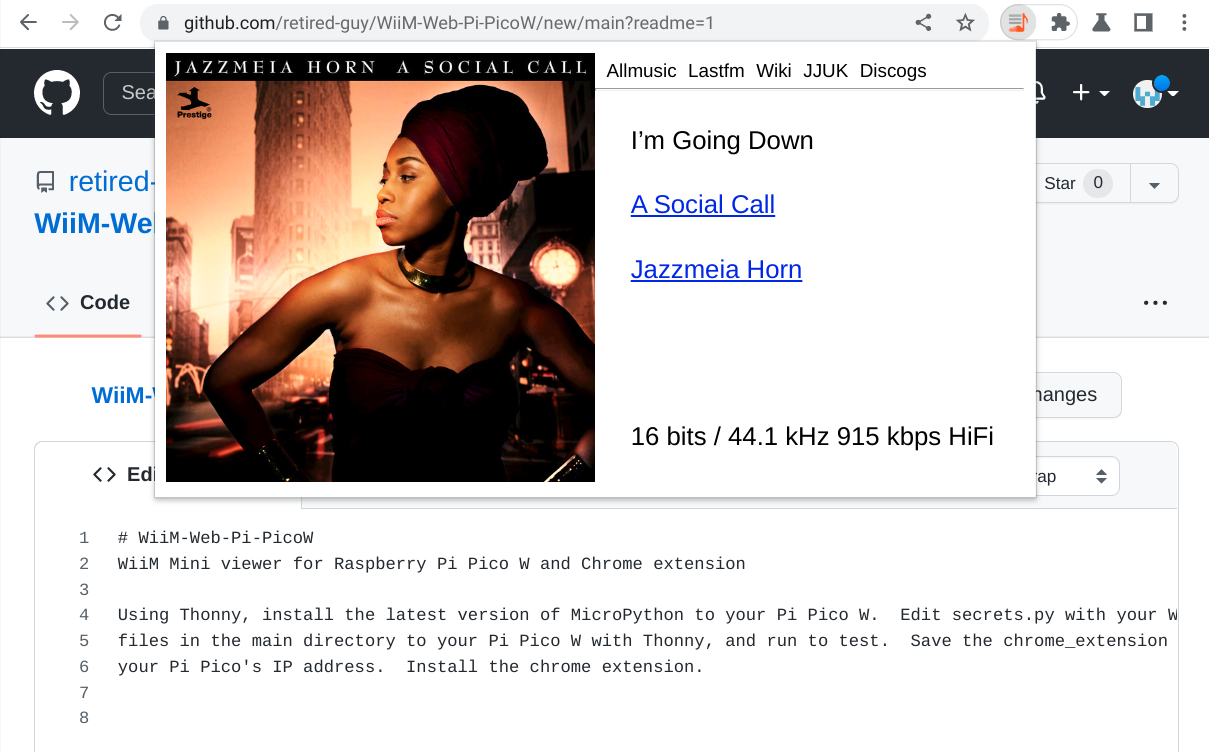 github.com/retired-guy/WiiM-Web-Pi-PicoW/new/main?readme=1
JAZZMEIA HORN A SOCIAL CALL
Prestige
Allmusic Lastfm Wiki JJUK Discogs
I’m Going Down
A Social Call
Jazzmeia Horn
16 bits / 44.1 kHz 915 kbps HiFi
Sea
retired-
Star 0
WiiM-Wel
<> Code
WiiM-
hanges
<> Edi
rap
1 # WiiM-Web-Pi-PicoW
2 WiiM Mini viewer for Raspberry Pi Pico W and Chrome extension
3
4 Using Thonny, install the latest version of MicroPython to your Pi Pico W.  Edit secrets.py with your W
5 files in the main directory to your Pi Pico W with Thonny, and run to test.  Save the chrome_extension
6 your Pi Pico's IP address.  Install the chrome extension.
7
8